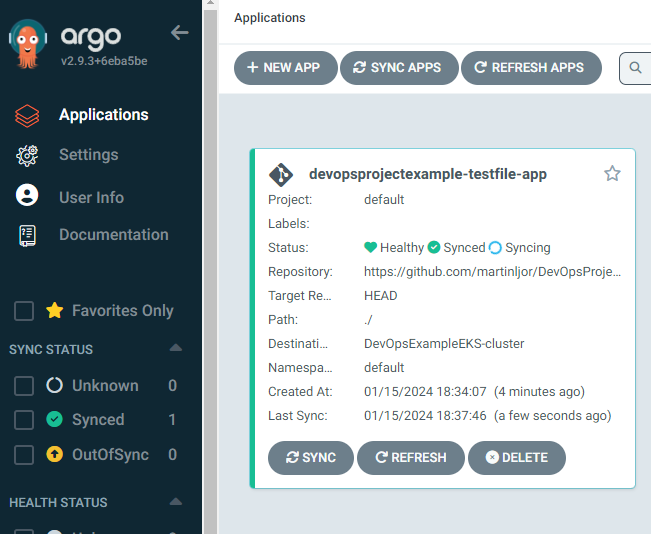 argo
v2.9.3+6eba5be
Applications
Settings
User Info
Documentation
Favorites Only
SYNC STATUS
Unknown 0
Synced 1
OutOfSync 0
HEALTH STATUS
Applications
NEW APP SYNC APPS REFRESH APPS
devopsprojectexample-testfile-app
Project: default
Labels:
Status: Healthy Synced Syncing
Repository: https://github.com/martinljor/DevOpsProje...
Target Re... HEAD
Path: ./
Destinati... DevOpsExampleEKS-cluster
Namespa... default
Created At: 01/15/2024 18:34:07 (4 minutes ago)
Last Sync: 01/15/2024 18:37:46 (a few seconds ago)
SYNC REFRESH DELETE